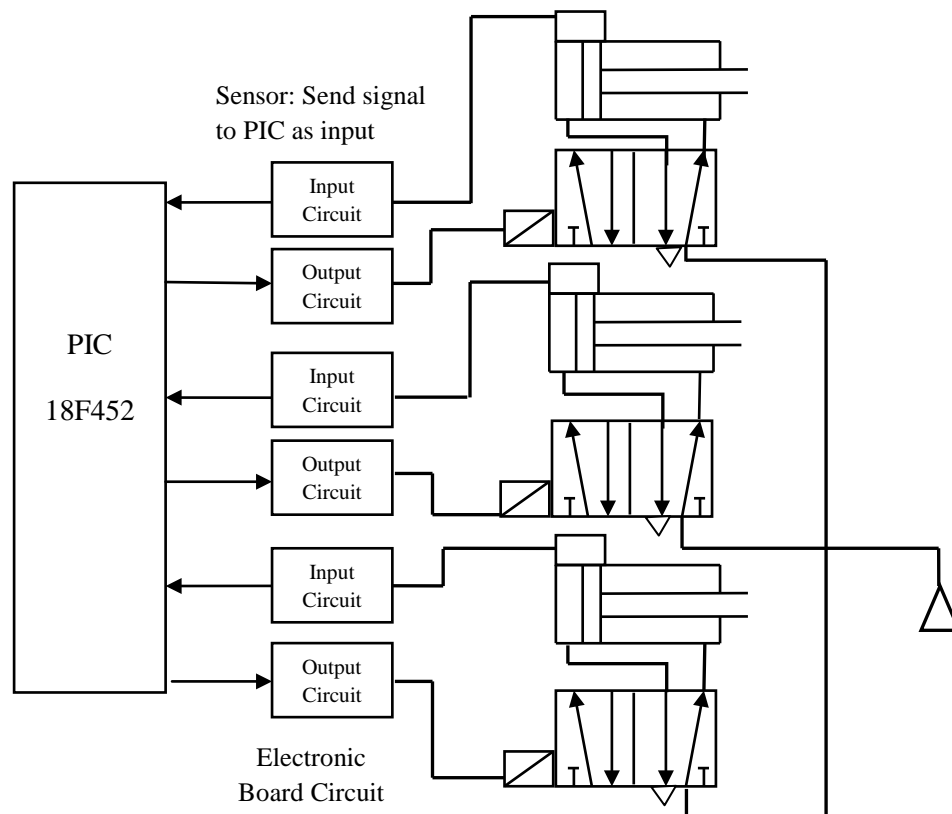 Sensor: Send signal
to PIC as input
Input
Circuit
Output
Circuit
PIC
18F452
Input
Circuit
Output
Circuit
Input
Circuit
Output
Circuit
Electronic
Board Circuit